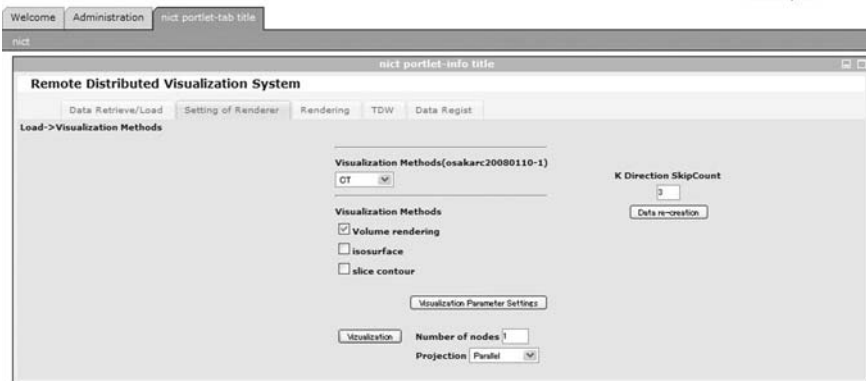 Welcome Administration nict portlet-tab title
nict
nict portlet-info title
Remote Distributed Visualization System
Data Retrieve/Load Setting of Renderer Rendering TDW Data Regist
Load->Visualization Methods
Visualization Methods(osakarc20080110-1)
CT
K Direction SkipCount
3
Data re-creation
Visualization Methods
Volume rendering
isosurface
slice contour
Visualization Parameter Settings
Vizualization Number of nodes 1
Projection Parallel